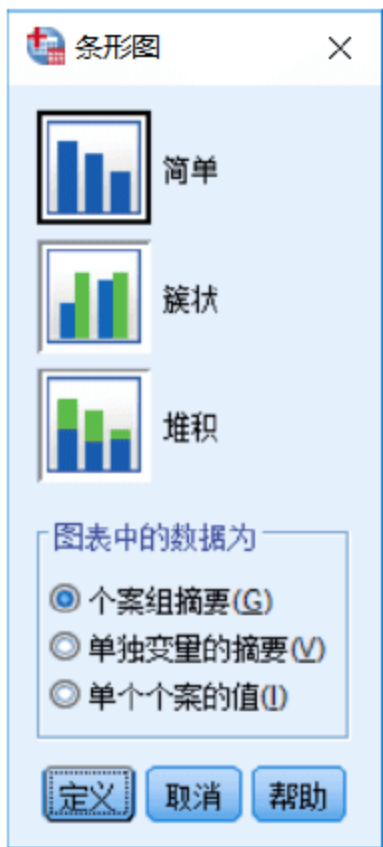 条形图
简单
簇状
堆积
图表中的数据为
个案组摘要(G)
单独变量的摘要(V)
单个个案的值(I)
定义 取消 帮助